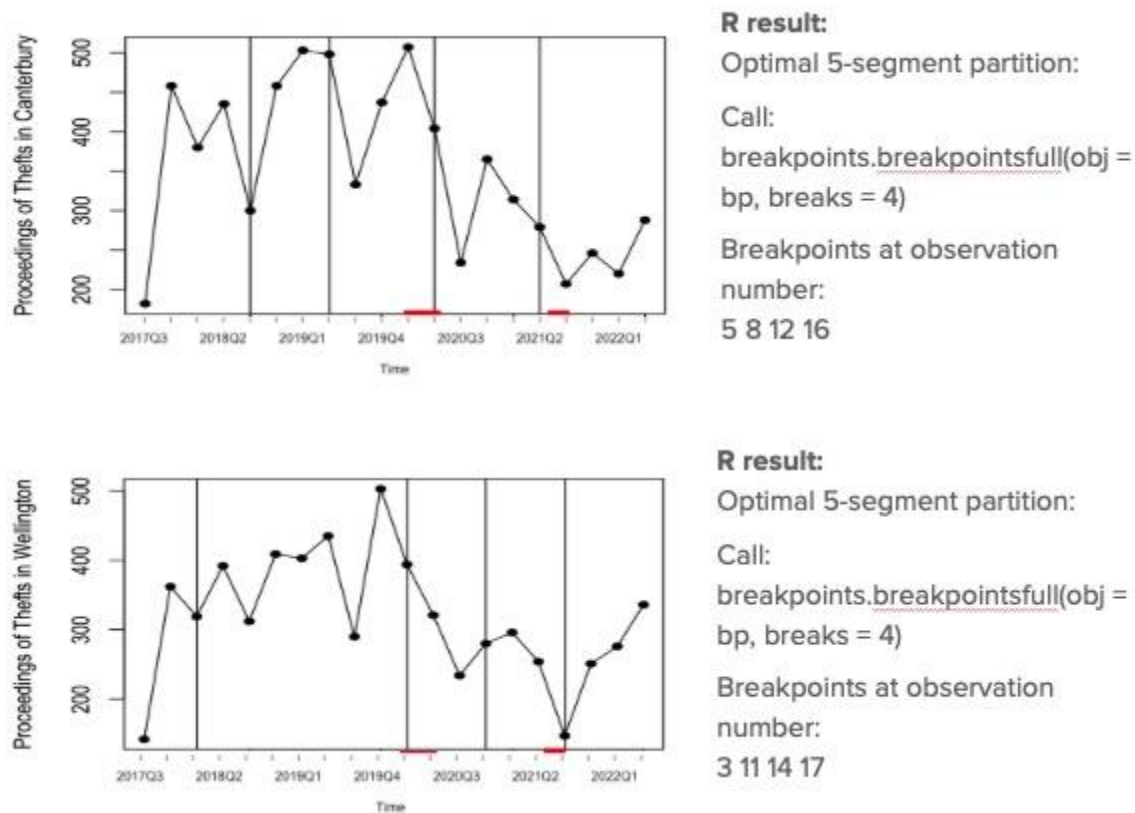 Proceedings of Thefts in Canterbury
500
400
300
200
2017Q3 2018Q2 2019Q1 2019Q4 2020Q3 2021Q2 2022Q1
Time
R result:
Optimal 5-segment partition:
Call:
breakpoints.breakpointsfull(obj =
bp, breaks = 4)
Breakpoints at observation
number:
5 8 12 16
Proceedings of Thefts in Wellington
500
400
300
200
2017Q3 2018Q2 2019Q1 2019Q4 2020Q3 2021Q2 2022Q1
Time
R result:
Optimal 5-segment partition:
Call:
breakpoints.breakpointsfull(obj =
bp, breaks = 4)
Breakpoints at observation
number:
3 11 14 17